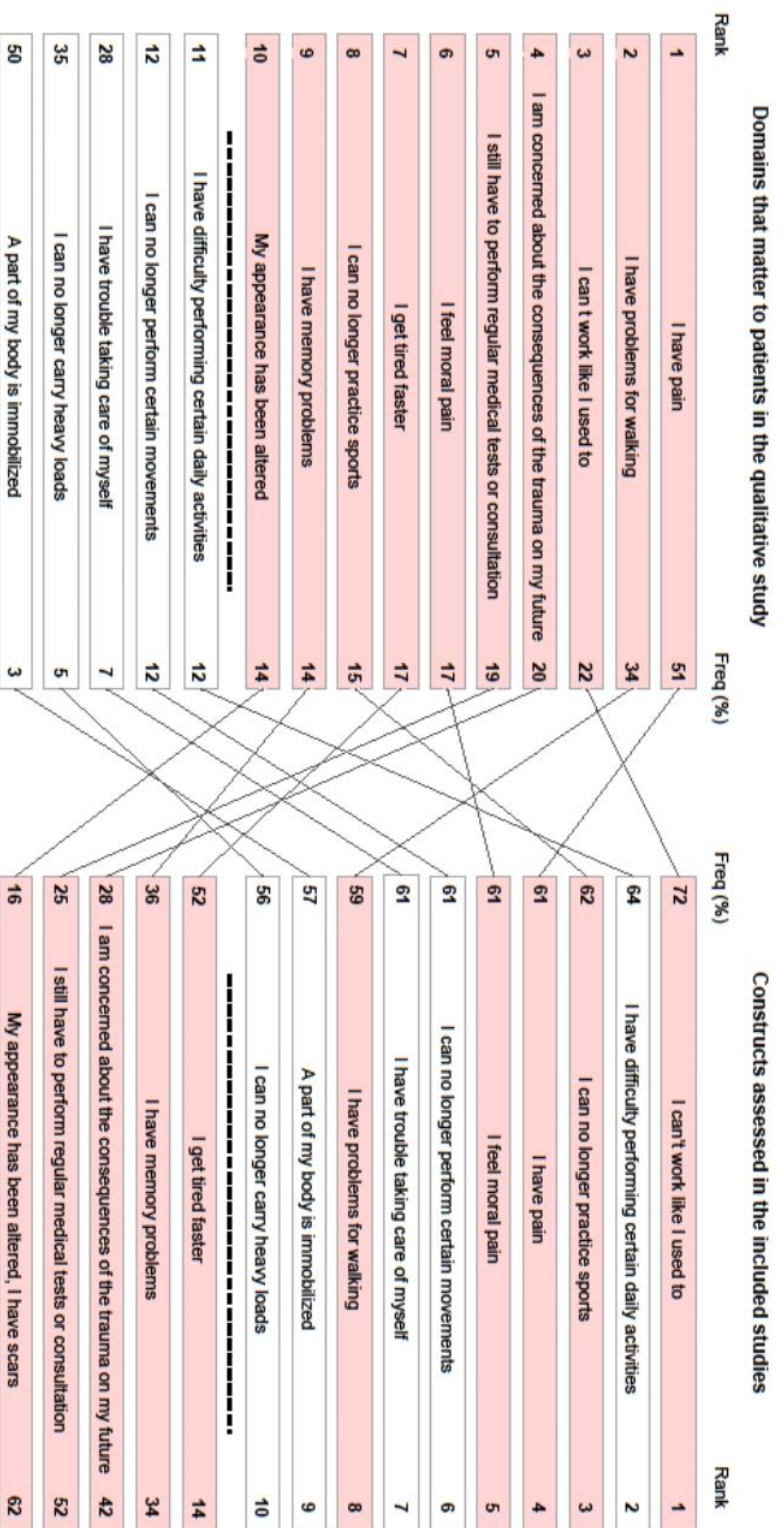 Domains that matter to patients in the qualitative study
Rank Freq (%)
1 I have pain 51
2 I have problems for walking 34
3 I can t work like I used to 22
4 I am concerned about the consequences of the trauma on my future 20
5 I still have to perform regular medical tests or consultation 19
6 I feel moral pain 17
7 I get tired faster 17
8 I can no longer practice sports 15
9 I have memory problems 14
10 My appearance has been altered 14
11 I have difficulty performing certain daily activities 12
12 I can no longer perform certain movements 12
28 I have trouble taking care of myself 7
35 I can no longer carry heavy loads 5
50 A part of my body is immobilized 3
Constructs assessed in the included studies
Freq (%) Rank
72 I can't work like I used to 1
64 I have difficulty performing certain daily activities 2
62 I can no longer practice sports 3
61 I have pain 4
61 I feel moral pain 5
61 I can no longer perform certain movements 6
61 I have trouble taking care of myself 7
59 I have problems for walking 8
57 A part of my body is immobilized 9
56 I can no longer carry heavy loads 10
52 I get tired faster 14
36 I have memory problems 34
28 I am concerned about the consequences of the trauma on my future 42
25 I still have to perform regular medical tests or consultation 52
16 My appearance has been altered, I have scars 62